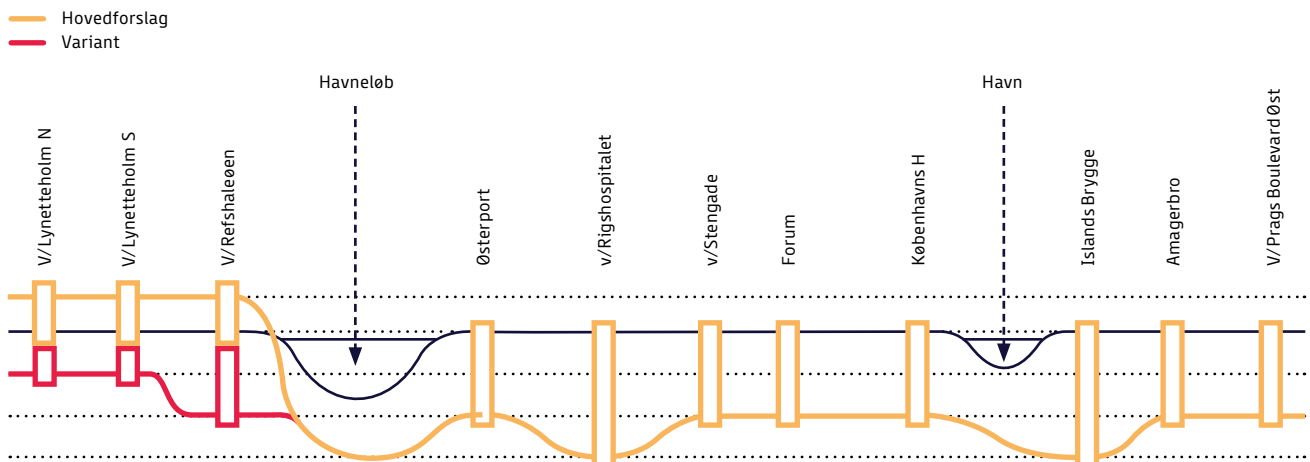 Hovedforslag
Variant
Havneløb
Havn
V/Lynetteholm N
V/Lynetteholm S
V/Refshaleøen
Østerport
v/Rigshospitalet
v/Stengade
Forum
Københavns H
Islands Brygge
Amagerbro
V/Prags Boulevard Øst